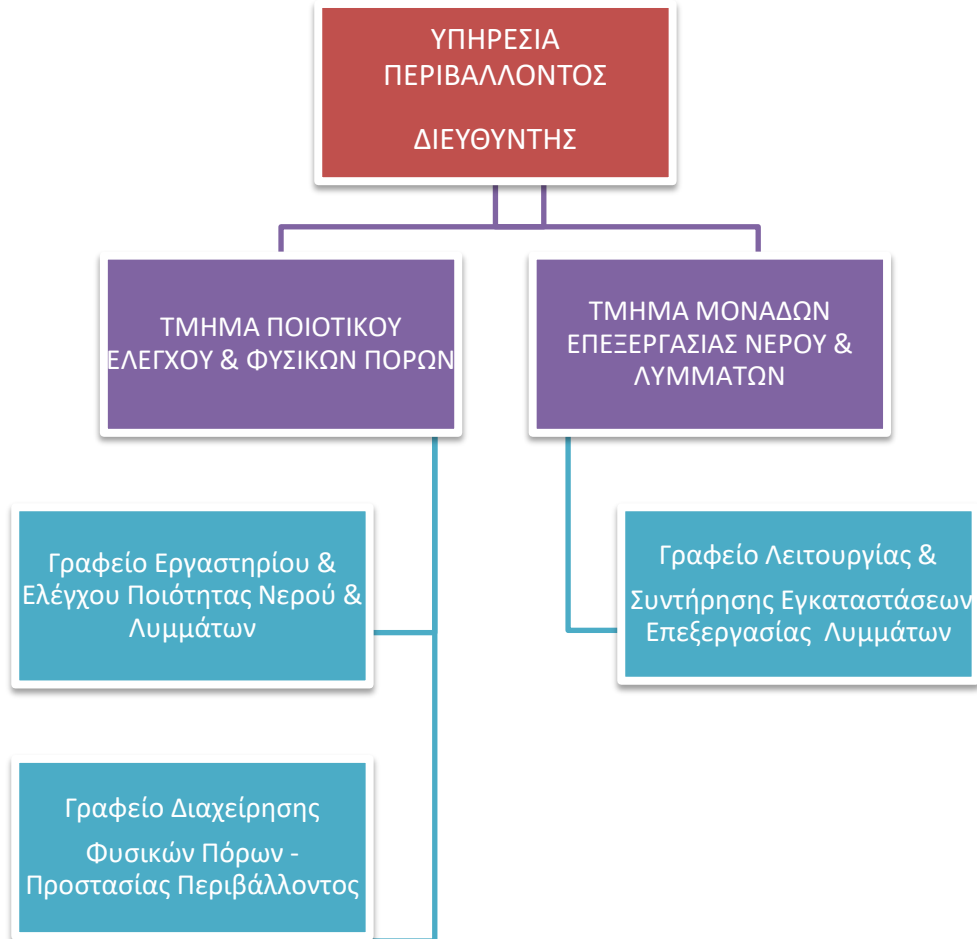 ΥΠΗΡΕΣΙΑ
ΠΕΡΙΒΑΛΛΟΝΤΟΣ
ΔΙΕΥΘΥΝΤΗΣ
ΤΜΗΜΑ ΠΟΙΟΤΙΚΟΥ
ΕΛΕΓΧΟΥ & ΦΥΣΙΚΩΝ ΠΟΡΩΝ
ΤΜΗΜΑ ΜΟΝΑΔΩΝ
ΕΠΕΞΕΡΓΑΣΙΑΣ ΝΕΡΟΥ &
ΛΥΜΜΑΤΩΝ
Γραφείο Εργαστηρίου &
Ελέγχου Ποιότητας Νερού &
Λυμμάτων
Γραφείο Λειτουργίας &
Συντήρησης Εγκαταστάσεων
Επεξεργασίας Λυμμάτων
Γραφείο Διαχείρησης
Φυσικών Πόρων -
Προστασίας Περιβάλλοντος